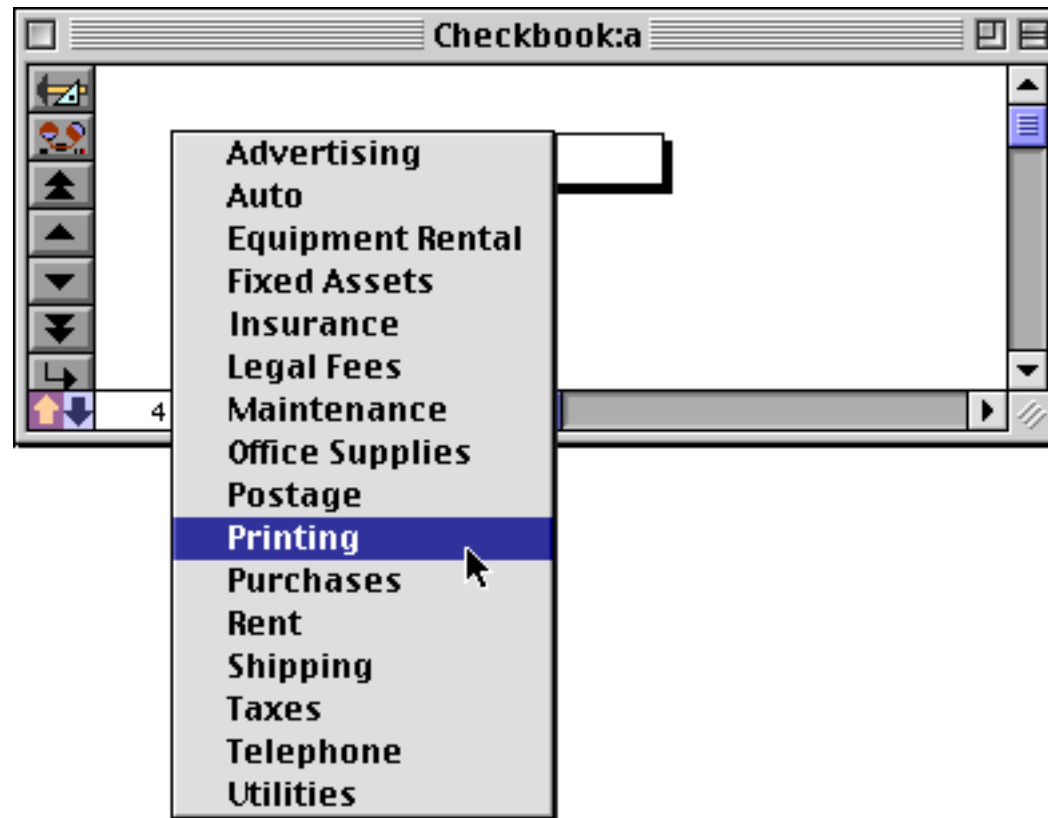 Checkbook:a
Advertising
Auto
Equipment Rental
Fixed Assets
Insurance
Legal Fees
4
Maintenance
Office Supplies
Postage
Printing
Purchases
Rent
Shipping
Taxes
Telephone
Utilities